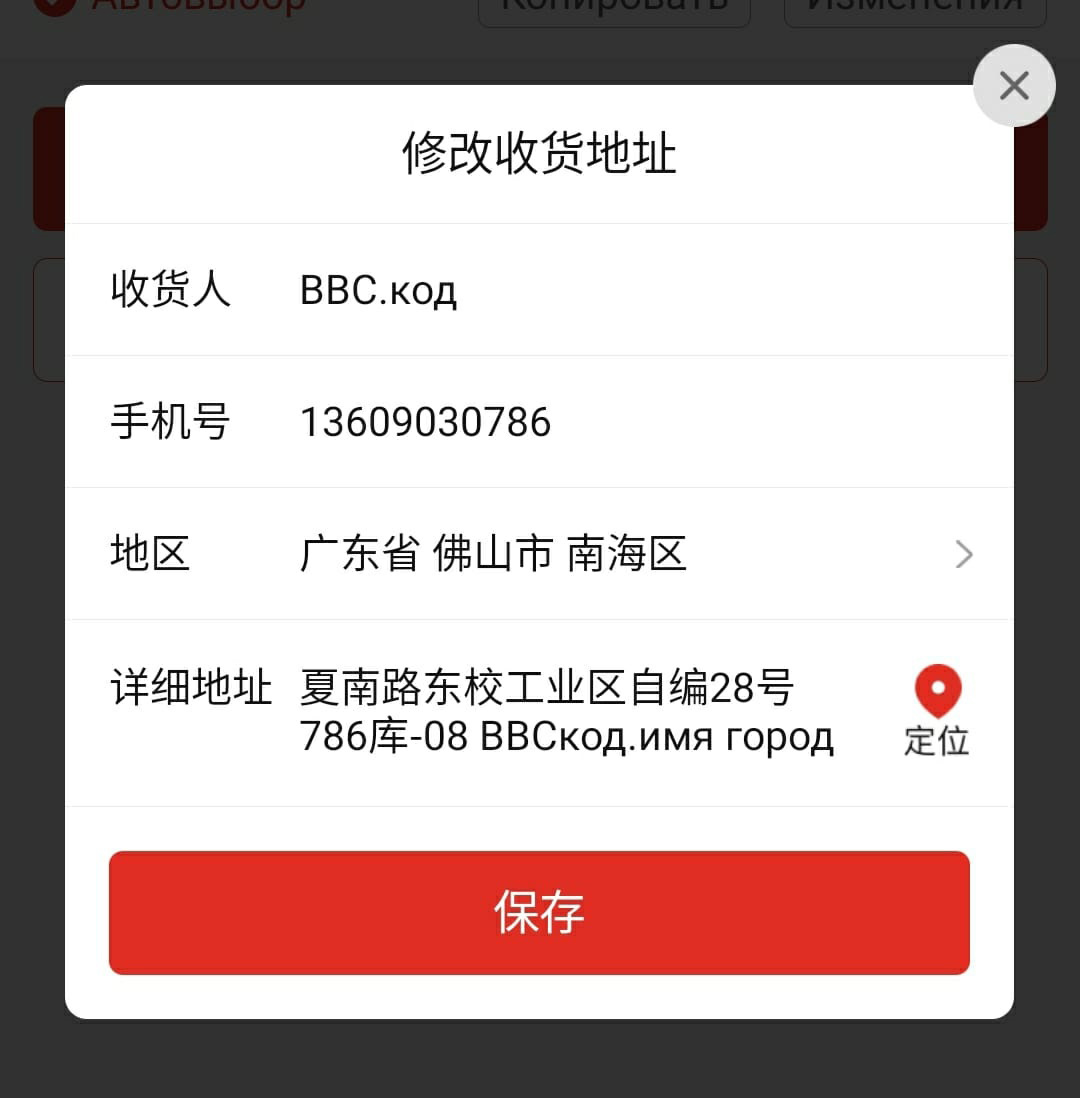 Автовыбор
Копировать
Изменения
修改收货地址
收货人 BBC.код
手机号 13609030786
地区 广东省 佛山市 南海区
详细地址 夏南路东校工业区自编28号
786库-08 BBCкод.имя город
定位
保存